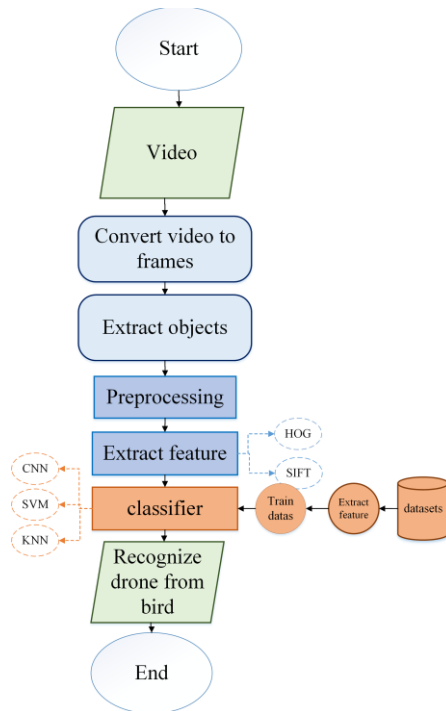 Start
Video
Convert video to
frames
Extract objects
Preprocessing
Extract feature
HOG
SIFT
CNN
SVM
KNN
classifier
Train
datas
Extract
feature
datasets
Recognize
drone from
bird
End